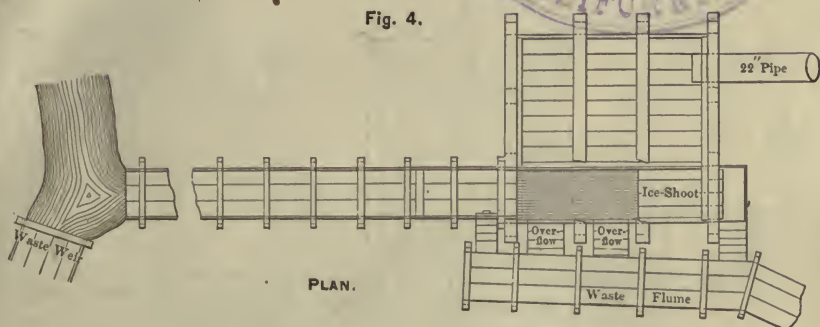 Fig. 4.
22" Pipe
Ice-Shoot
Over-
flow
Over-
flow
Waste Weir
PLAN.
Waste Flume